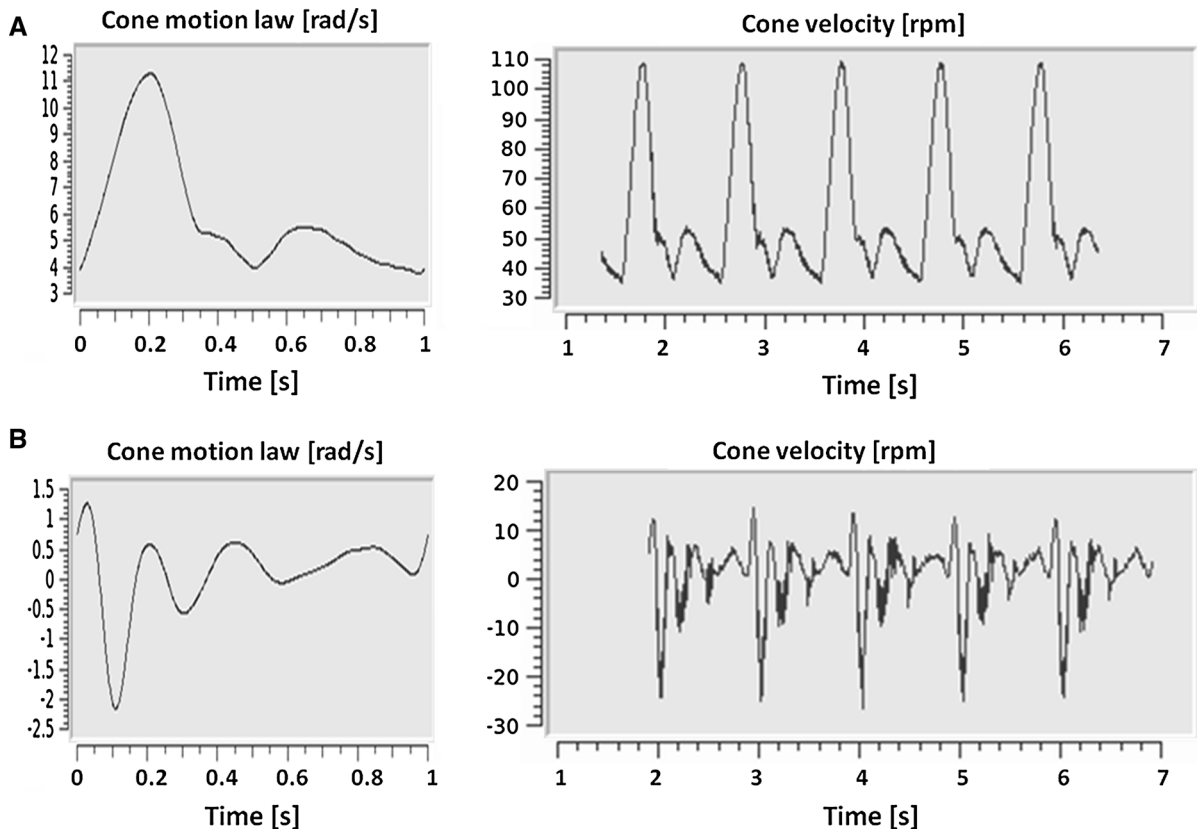 A
Cone motion law [rad/s]
12
11
10
9
8
7
6
5
4
3
0 0.2 0.4 0.6 0.8 1
Time [s]
Cone velocity [rpm]
110
100
90
80
70
60
50
40
30
1 2 3 4 5 6 7
Time [s]
B
Cone motion law [rad/s]
1.5
1
0.5
0
-0.5
-1
-1.5
-2
-2.5
0 0.2 0.4 0.6 0.8 1
Time [s]
Cone velocity [rpm]
20
10
0
-10
-20
-30
1 2 3 4 5 6 7
Time [s]